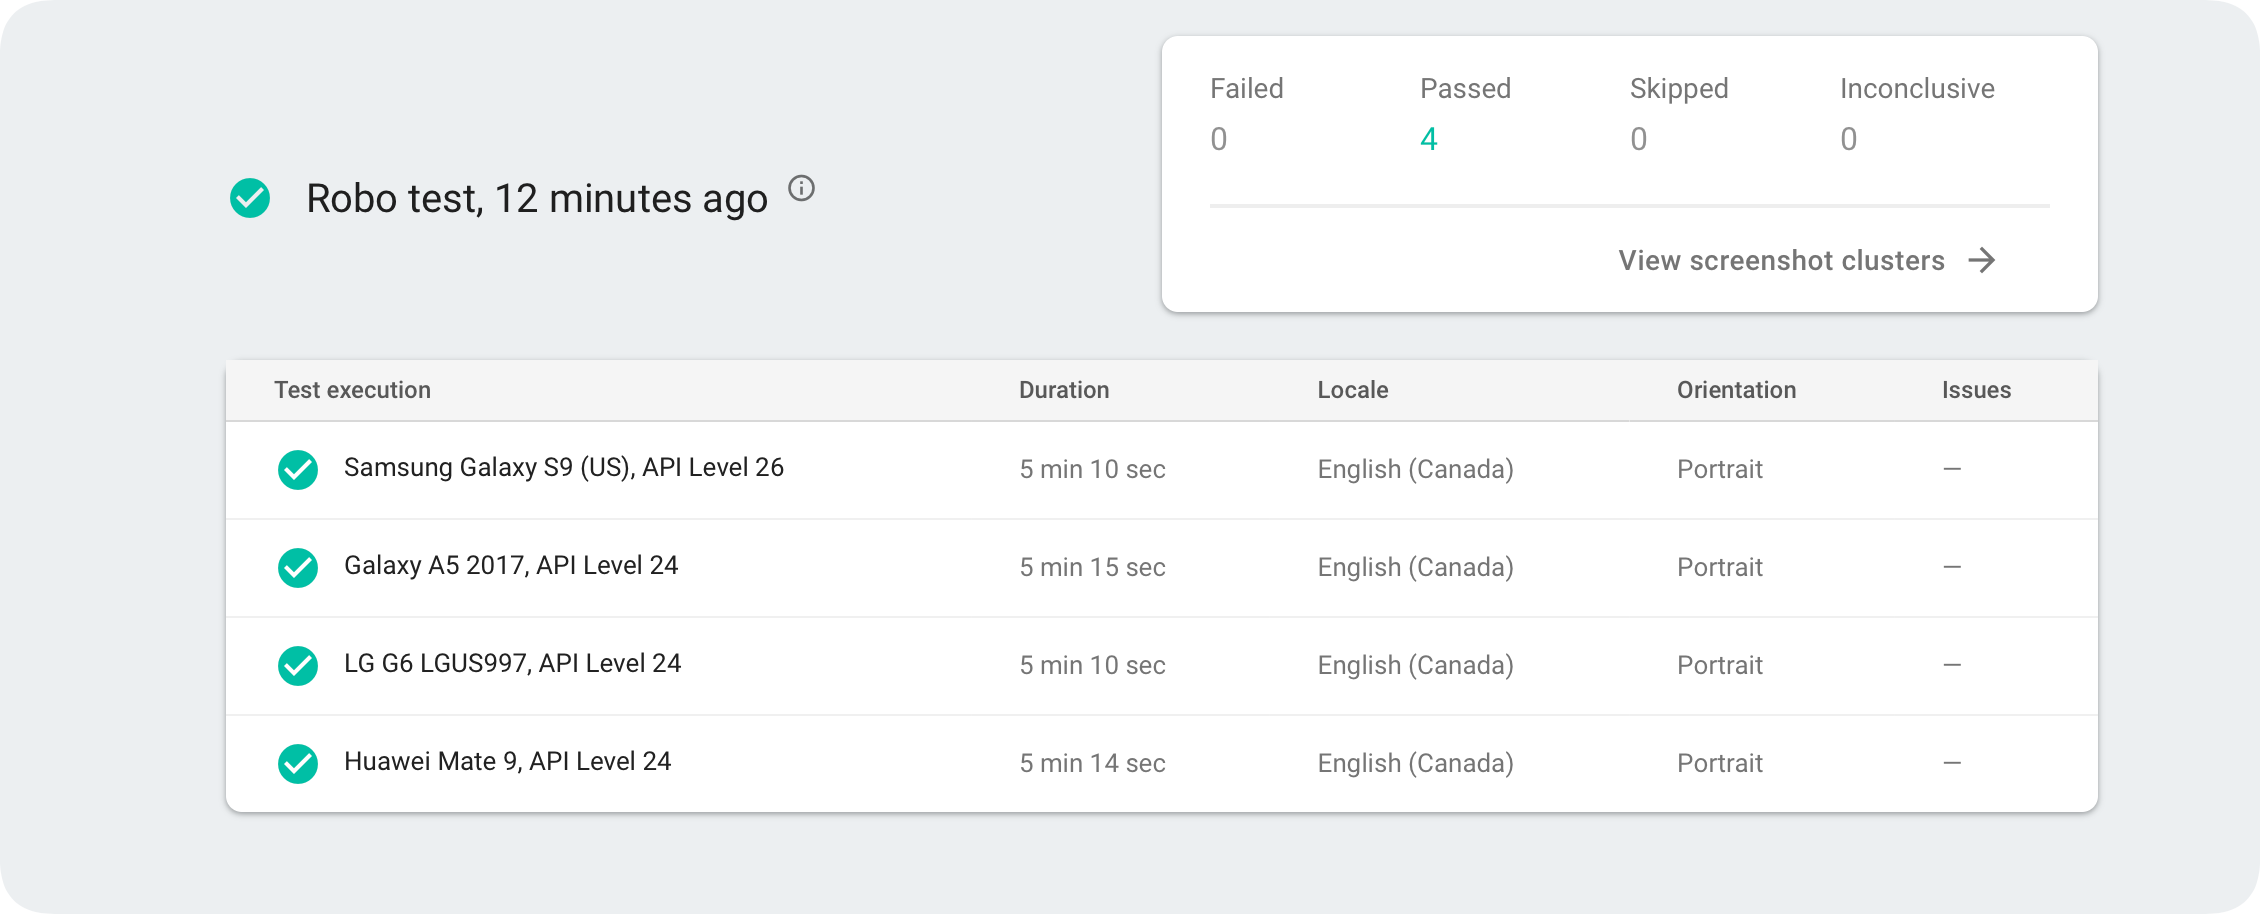 Failed Passed Skipped Inconclusive
0 4 0 0
Robo test, 12 minutes ago
View screenshot clusters
Test execution Duration Locale Orientation Issues
Samsung Galaxy S9 (US), API Level 26 5 min 10 sec English (Canada) Portrait —
Galaxy A5 2017, API Level 24 5 min 15 sec English (Canada) Portrait —
LG G6 LGUS997, API Level 24 5 min 10 sec English (Canada) Portrait —
Huawei Mate 9, API Level 24 5 min 14 sec English (Canada) Portrait —